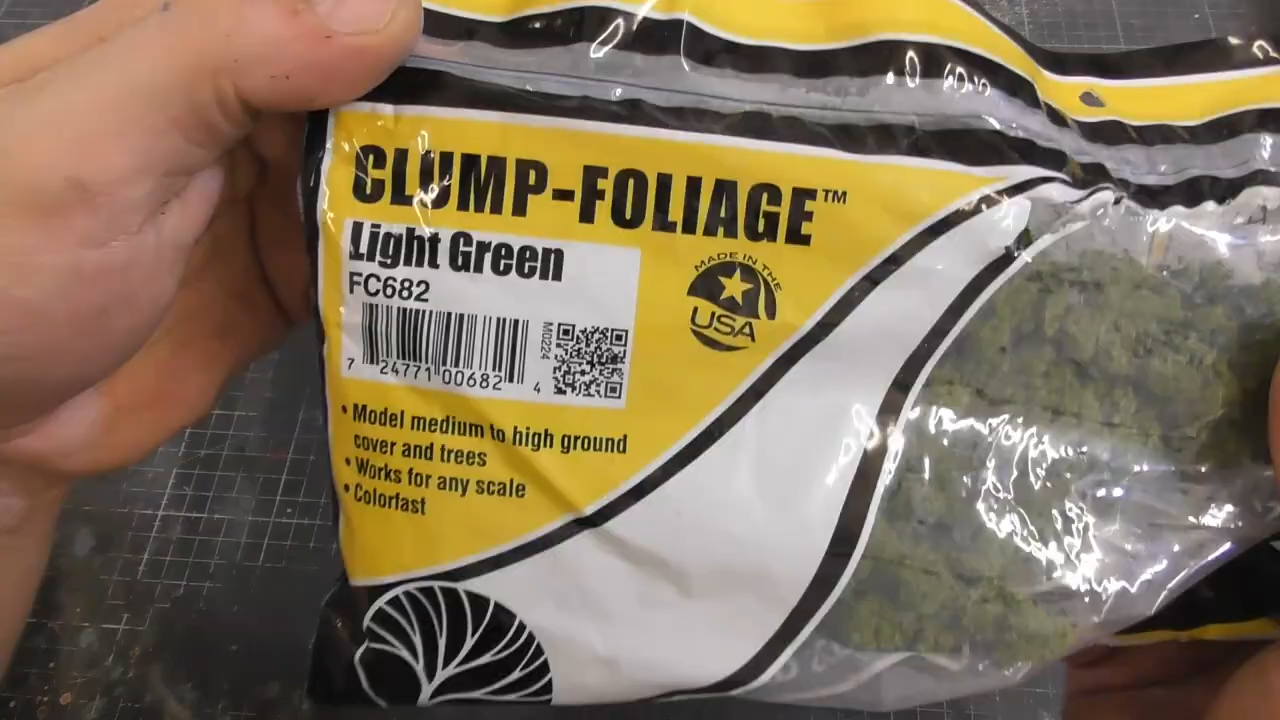 CLUMP-FOLIAGE™
Light Green
FC682
MADE IN THE
USA
M0224
7 24771 00682 4
• Model medium to high ground
cover and trees
• Works for any scale
• Colorfast